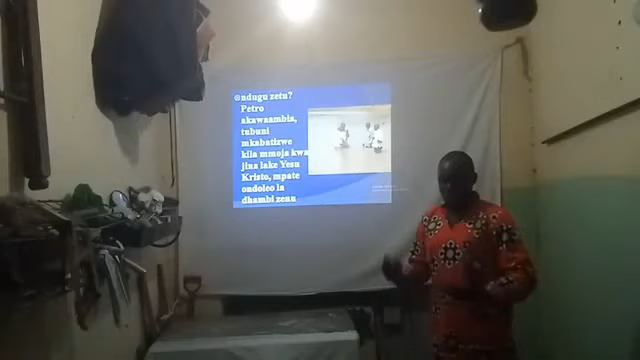 ndugu zetu?
Petro
akawaambia,
tubuni
mkabatizwe
kila mmoja kwa
jina lake Yesu
Kristo, mpate
ondoleo la
dhambi zenu